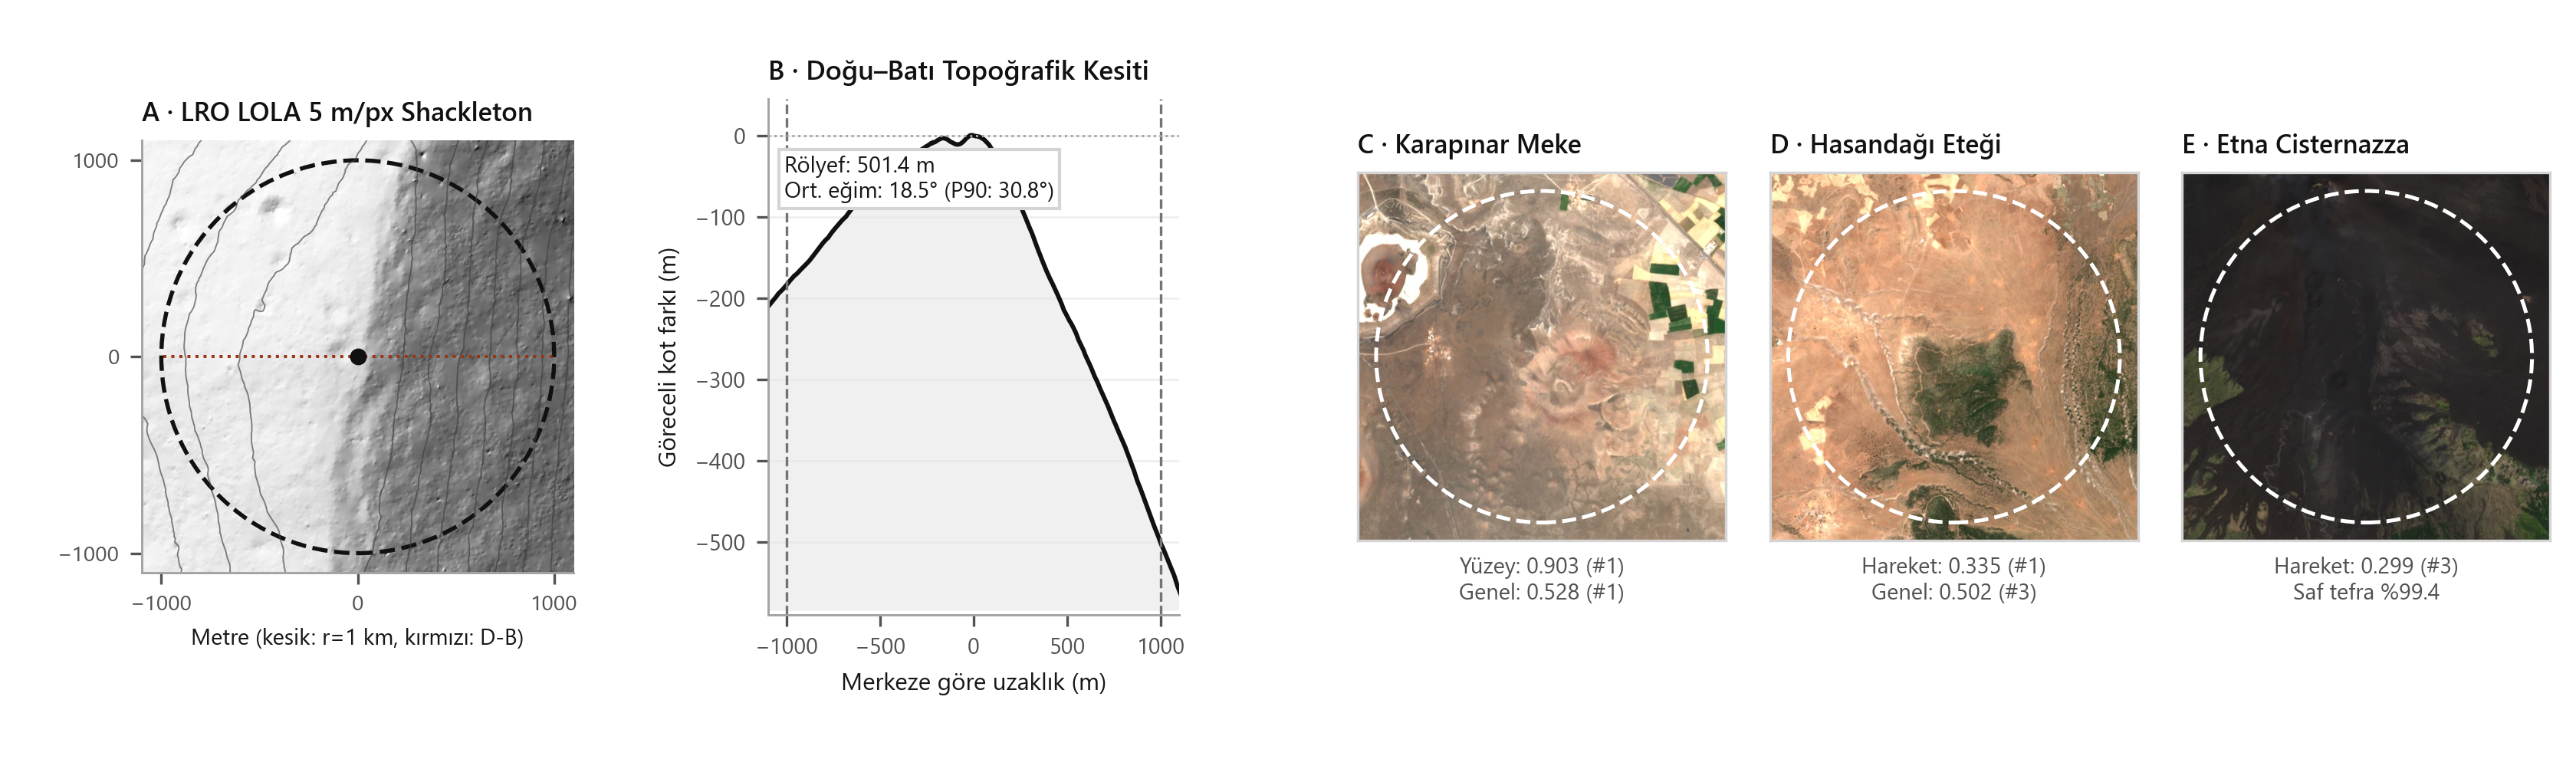 A · LRO LOLA 5 m/px Shackleton
1000
0
−1000
−1000
0
1000
Metre (kesik: r=1 km, kırmızı: D-B)
B · Doğu–Batı Topoğrafik Kesiti
Rölyef: 501.4 m
Ort. eğim: 18.5° (P90: 30.8°)
Göreceli kot farkı (m)
0
−100
−200
−300
−400
−500
−1000
−500
0
500
1000
Merkeze göre uzaklık (m)
C · Karapınar Meke
Yüzey: 0.903 (#1)
Genel: 0.528 (#1)
D · Hasandağı Eteği
Hareket: 0.335 (#1)
Genel: 0.502 (#3)
E · Etna Cisternazza
Hareket: 0.299 (#3)
Saf tefra %99.4